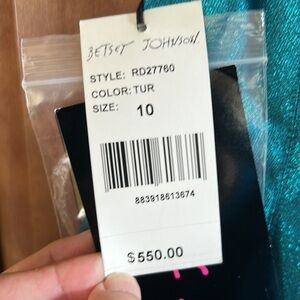 BETSEY JOHNSON.
STYLE: RD27760
COLOR: TUR
SIZE: 10
883918613674
$550.00